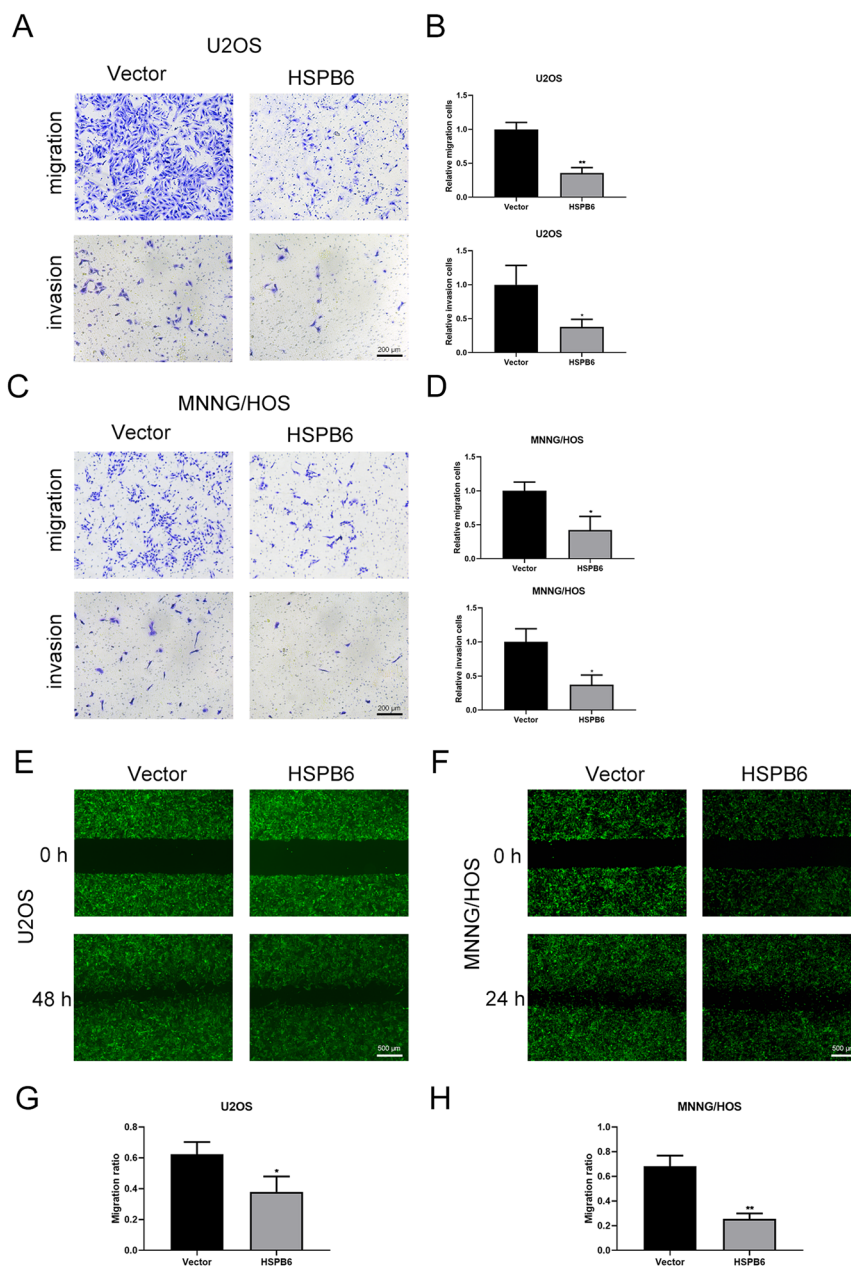 A
U2OS
Vector HSPB6
migration
invasion
200 μm
B
U2OS
Relative migration cells
1.5
1.0
0.5
0.0
**
Vector HSPB6
U2OS
Relative invasion cells
1.5
1.0
0.5
0.0
*
Vector HSPB6
C
MNNG/HOS
Vector HSPB6
migration
invasion
200 μm
D
MNNG/HOS
Relative migration cells
1.5
1.0
0.5
0.0
*
Vector HSPB6
MNNG/HOS
Relative invasion cells
1.5
1.0
0.5
0.0
*
Vector HSPB6
E
Vector HSPB6
U2OS
0 h
48 h
500 μm
F
Vector HSPB6
MNNG/HOS
0 h
24 h
500 μm
G
U2OS
Migration ratio
0.8
0.6
0.4
0.2
0.0
*
Vector HSPB6
H
MNNG/HOS
Migration ratio
1.0
0.8
0.6
0.4
0.2
0.0
**
Vector HSPB6